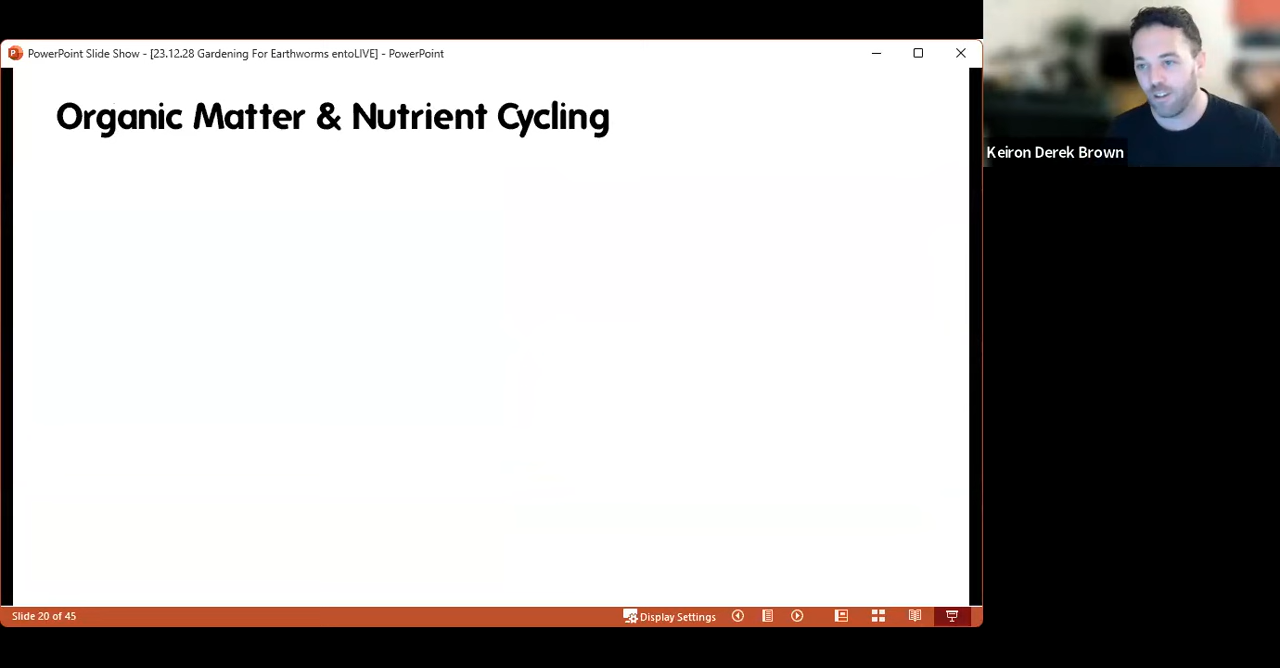 PowerPoint Slide Show - [23.12.28 Gardening For Earthworms entoLIVE] - PowerPoint
Organic Matter & Nutrient Cycling
Keiron Derek Brown
Slide 20 of 45
Display Settings